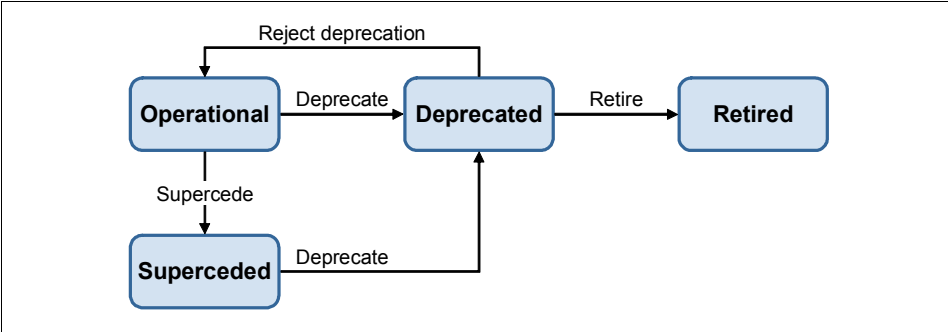 Reject deprecation
Operational
Deprecate
Deprecated
Retire
Retired
Supercede
Superceded
Deprecate